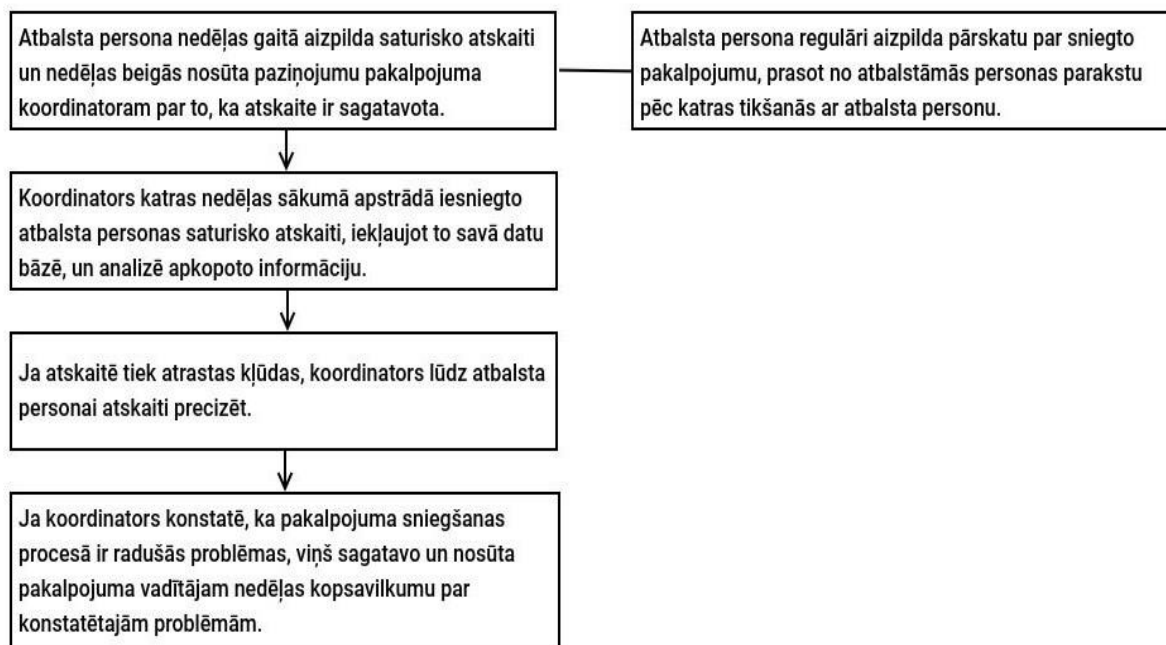 Atbalsta persona nedēļas gaitā aizpilda saturisko atskaiti
un nedēļas beigās nosūta paziņojumu pakalpojuma
koordinatoram par to, ka atskaite ir sagatavota.
Atbalsta persona regulāri aizpilda pārskatu par sniegto
pakalpojumu, prasot no atbalstāmās personas parakstu
pēc katras tikšanās ar atbalsta personu.
Koordinators katras nedēļas sākumā apstrādā iesniegto
atbalsta personas saturisko atskaiti, iekļaujot to savā datu
bāzē, un analizē apkopoto informāciju.
Ja atskaitē tiek atrastas kļūdas, koordinators lūdz atbalsta
personai atskaiti precizēt.
Ja koordinators konstatē, ka pakalpojuma sniegšanas
procesā ir radušās problēmas, viņš sagatavo un nosūta
pakalpojuma vadītājam nedēļas kopsavilkumu par
konstatētajām problēmām.